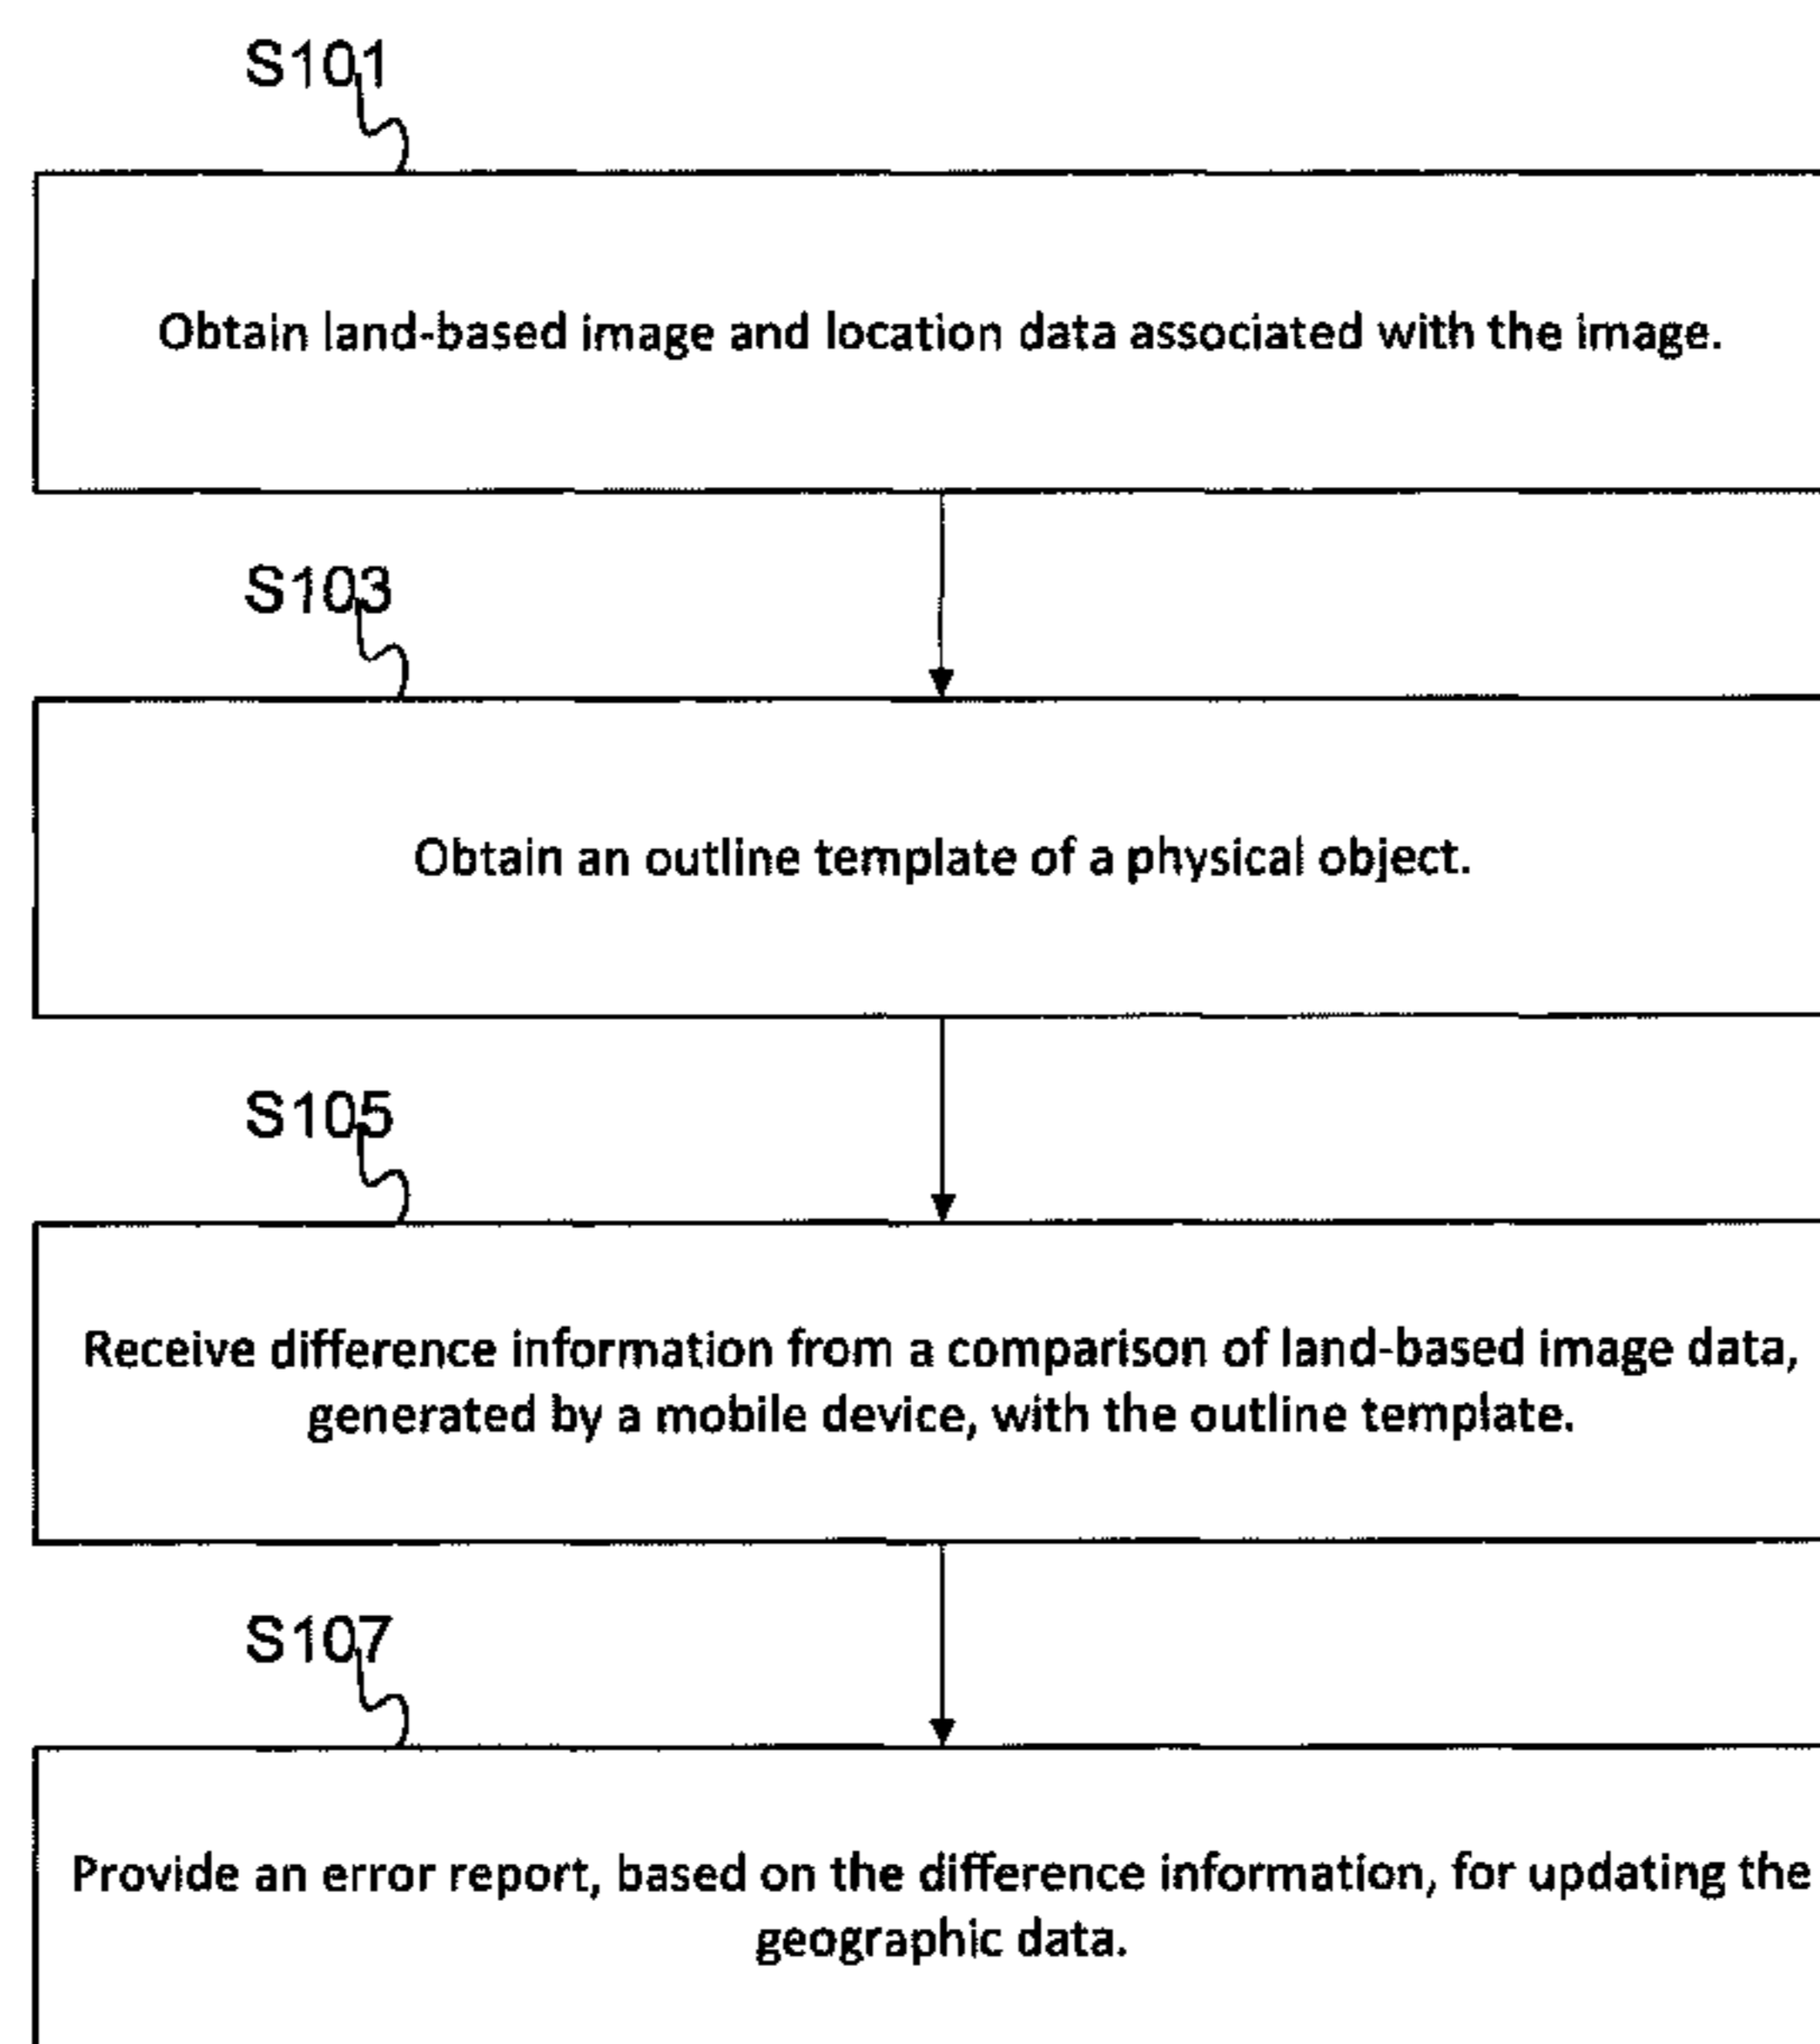 S101
Obtain land-based image and location data associated with the image.
S103
Obtain an outline template of a physical object.
S105
Receive difference information from a comparison of land-based image data,
generated by a mobile device, with the outline template.
S107
Provide an error report, based on the difference information, for updating the
geographic data.